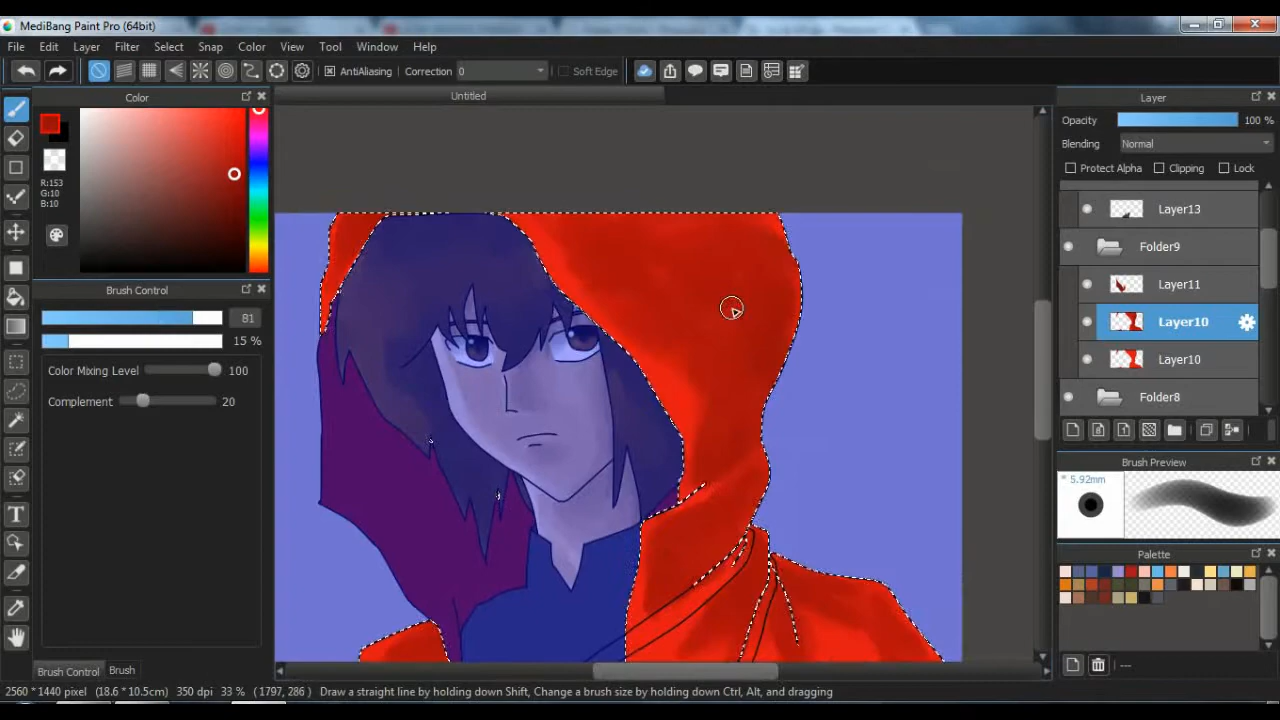 MediBang Paint Pro (64bit)
File Edit Layer Filter Select Snap Color View Tool Window Help
AntiAliasing Correction 0 Soft Edge
Color
Untitled
Layer
Opacity 100 %
Blending Normal
Protect Alpha Clipping Lock
R:153
G:10
B:10
Layer13
Folder9
Layer11
Layer10
Layer10
Folder8
Brush Control
81
15 %
Color Mixing Level 100
Complement 20
Brush Preview
* 5.92mm
Palette
---
Brush Control Brush
2560 * 1440 pixel (18.6 * 10.5cm) 350 dpi 33 % (1797, 286) Draw a straight line by holding down Shift, Change a brush size by holding down Ctrl, Alt, and dragging